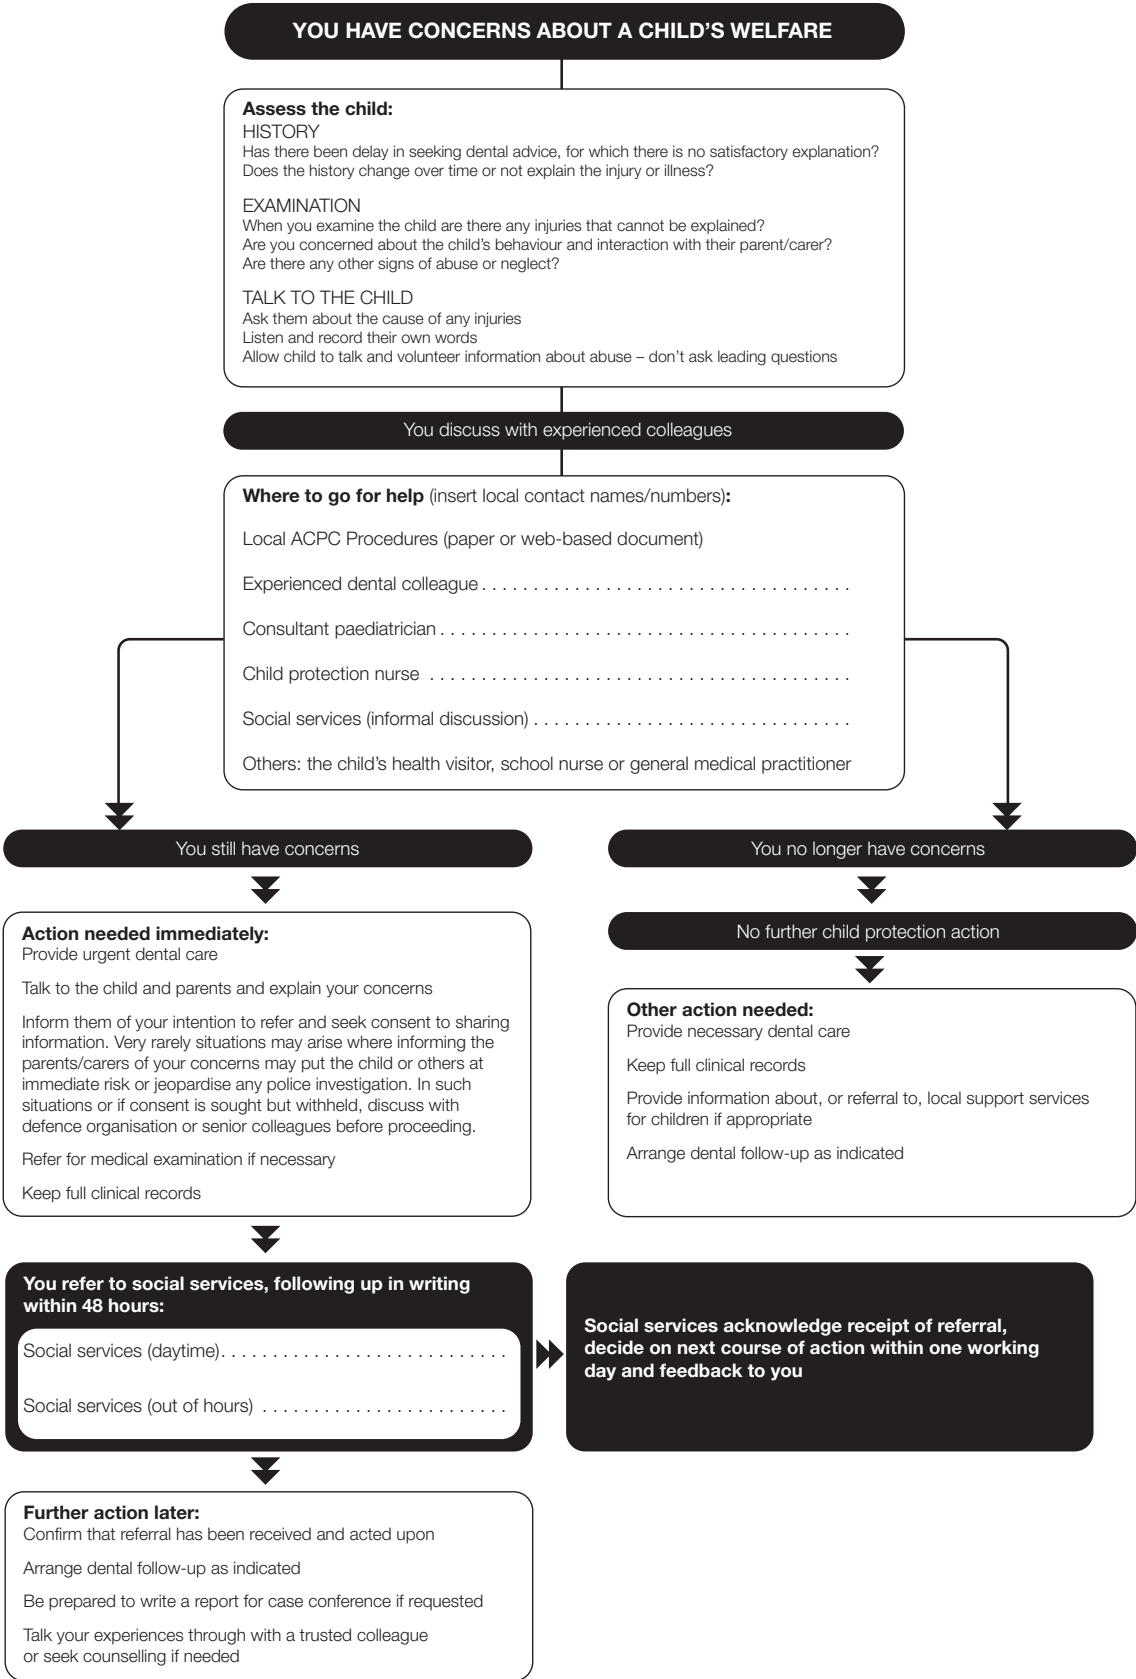 YOU HAVE CONCERNS ABOUT A CHILD'S WELFARE
Assess the child:
HISTORY
Has there been delay in seeking dental advice, for which there is no satisfactory explanation?
Does the history change over time or not explain the injury or illness?
EXAMINATION
When you examine the child are there any injuries that cannot be explained?
Are you concerned about the child's behaviour and interaction with their parent/carer?
Are there any other signs of abuse or neglect?
TALK TO THE CHILD
Ask them about the cause of any injuries
Listen and record their own words
Allow child to talk and volunteer information about abuse – don't ask leading questions
You discuss with experienced colleagues
Where to go for help (insert local contact names/numbers):
Local ACPC Procedures (paper or web-based document)
Experienced dental colleague . . . . . . . . . . . . . . . . . . . . . . . . . . . . . . . . . . . .
Consultant paediatrician . . . . . . . . . . . . . . . . . . . . . . . . . . . . . . . . . . . . . . . .
Child protection nurse . . . . . . . . . . . . . . . . . . . . . . . . . . . . . . . . . . . . . . . . .
Social services (informal discussion) . . . . . . . . . . . . . . . . . . . . . . . . . . . . . . .
Others: the child's health visitor, school nurse or general medical practitioner
You still have concerns
Action needed immediately:
Provide urgent dental care
Talk to the child and parents and explain your concerns
Inform them of your intention to refer and seek consent to sharing
information. Very rarely situations may arise where informing the
parents/carers of your concerns may put the child or others at
immediate risk or jeopardise any police investigation. In such
situations or if consent is sought but withheld, discuss with
defence organisation or senior colleagues before proceeding.
Refer for medical examination if necessary
Keep full clinical records
You no longer have concerns
No further child protection action
Other action needed:
Provide necessary dental care
Keep full clinical records
Provide information about, or referral to, local support services
for children if appropriate
Arrange dental follow-up as indicated
You refer to social services, following up in writing
within 48 hours:
Social services (daytime). . . . . . . . . . . . . . . . . . . . . . . . . . . .
Social services (out of hours) . . . . . . . . . . . . . . . . . . . . . . . .
Social services acknowledge receipt of referral,
decide on next course of action within one working
day and feedback to you
Further action later:
Confirm that referral has been received and acted upon
Arrange dental follow-up as indicated
Be prepared to write a report for case conference if requested
Talk your experiences through with a trusted colleague
or seek counselling if needed